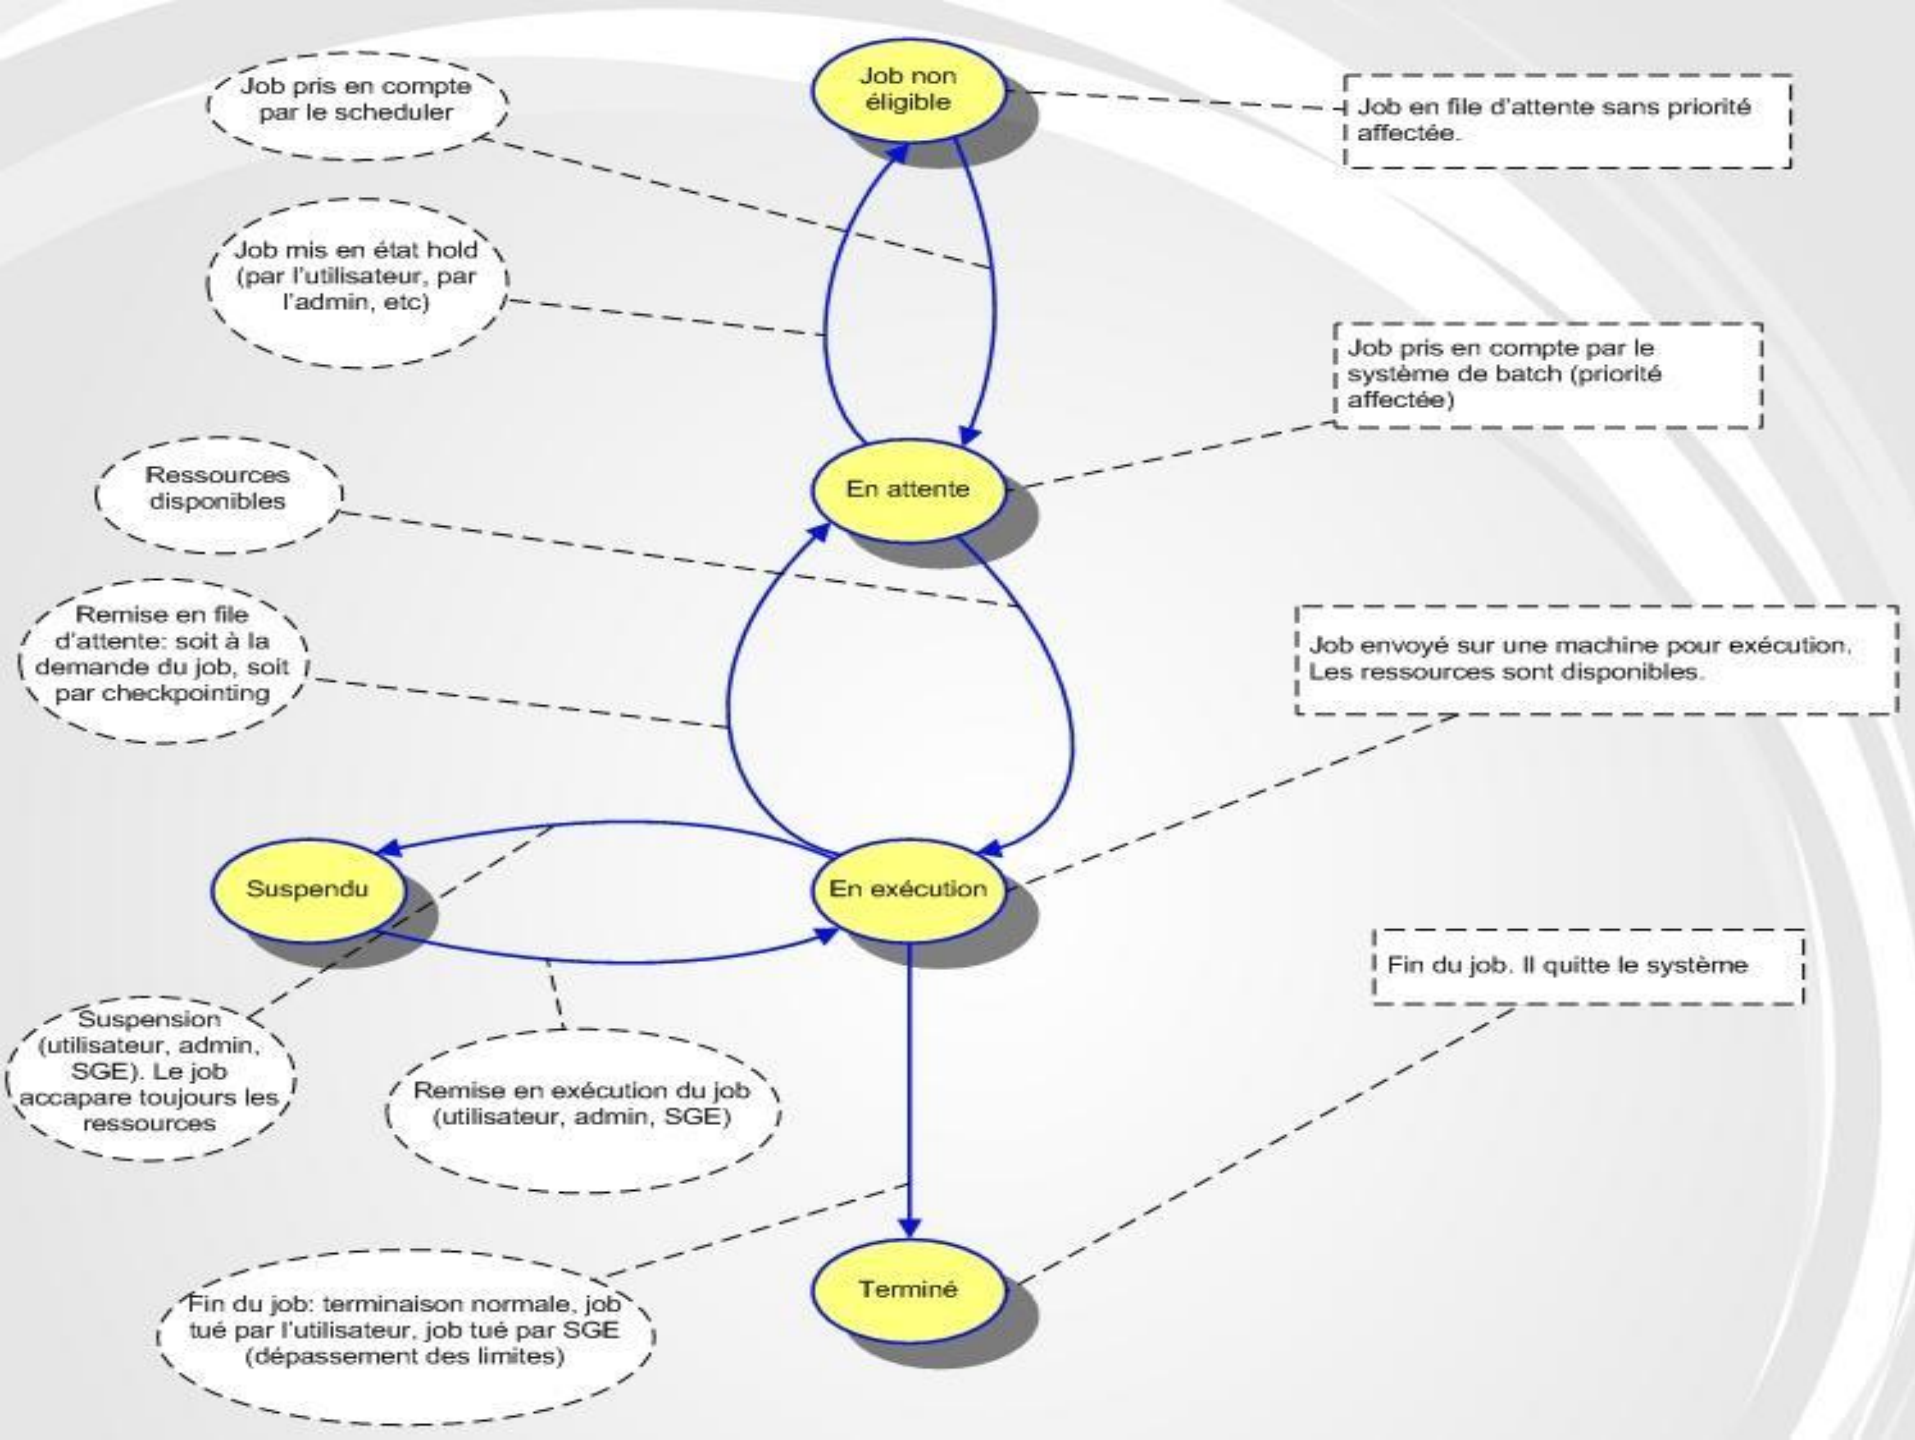 Job pris en compte
par le scheduler
Job non
éligible
Job en file d'attente sans priorité
affectée.
Job mis en état hold
(par l'utilisateur, par
l'admin, etc)
Job pris en compte par le
système de batch (priorité
affectée)
Ressources
disponibles
En attente
Remise en file
d'attente: soit à la
demande du job, soit
par checkpointing
Job envoyé sur une machine pour exécution.
Les ressources sont disponibles.
Suspendu
En exécution
Fin du job. Il quitte le système
Suspension
(utilisateur, admin,
SGE). Le job
accapare toujours les
ressources
Remise en exécution du job
(utilisateur, admin, SGE)
Terminé
Fin du job: terminaison normale, job
tué par l'utilisateur, job tué par SGE
(dépassement des limites)